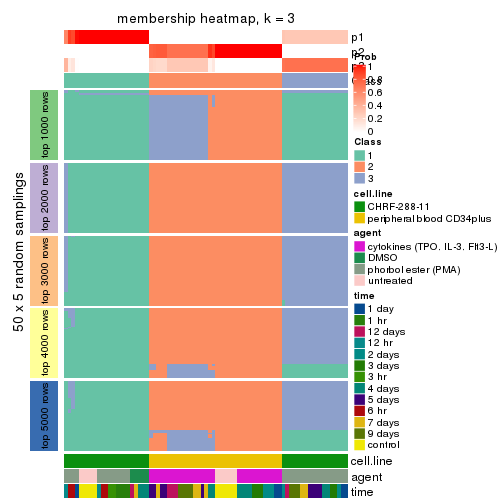 membership heatmap, k = 3
p1
p2
Prob
1
0.6
0.4
0.2
0
Class
1
2
3
cell.line
CHRF-288-11
peripheral blood CD34plus
agent
cytokines (TPO, IL-3, Flt3-L)
DMSO
phorbol ester (PMA)
untreated
time
1 day
1 hr
12 days
12 hr
2 days
3 days
3 hr
4 days
5 days
6 hr
7 days
9 days
control
50 x 5 random samplings
top 1000 rows
top 2000 rows
top 3000 rows
top 4000 rows
top 5000 rows
cell.line
agent
time